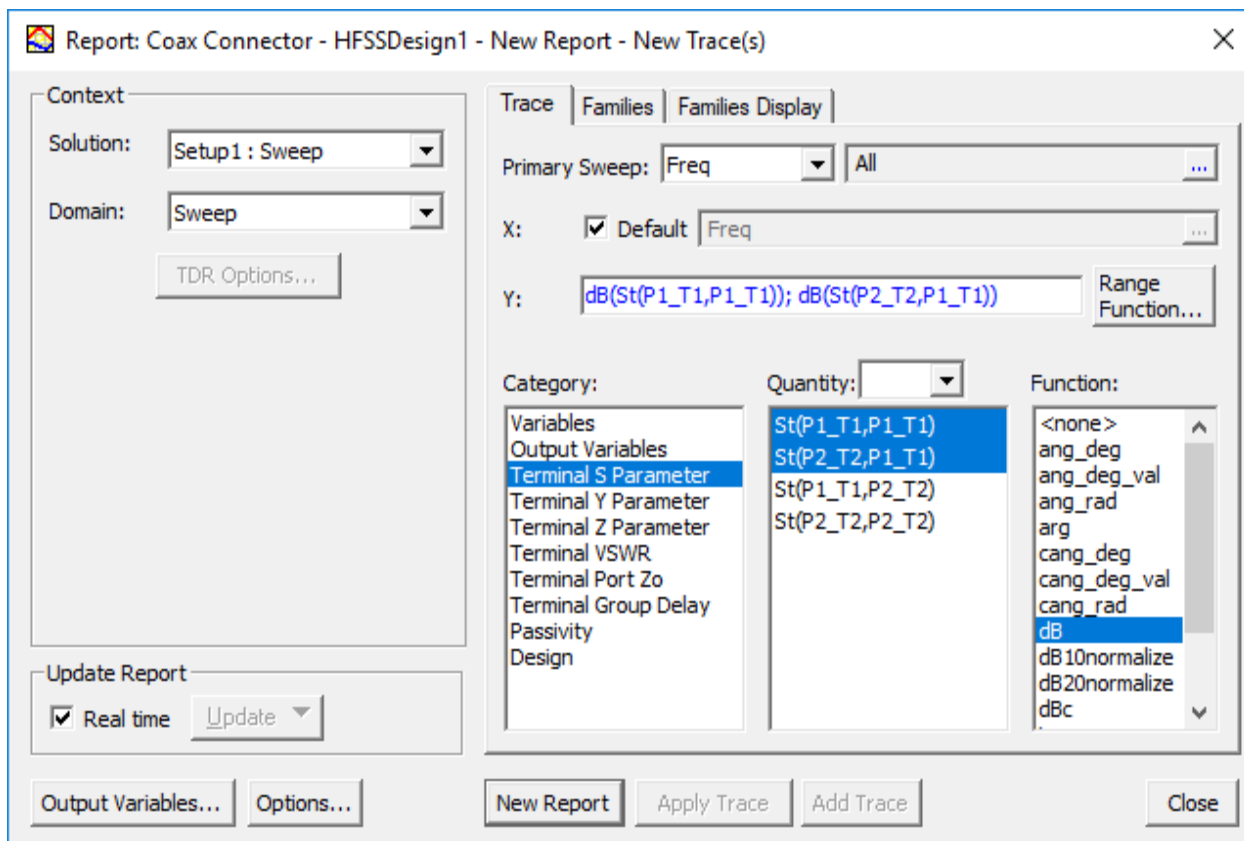 Report: Coax Connector - HFSSDesign1 - New Report - New Trace(s)
Context
Solution: Setup1 : Sweep
Domain: Sweep
TDR Options...
Update Report
Real time Update
Output Variables... Options...
Trace Families Families Display
Primary Sweep: Freq All ...
X: Default Freq ...
Y: dB(St(P1_T1,P1_T1)); dB(St(P2_T2,P1_T1)) Range
Function...
Category:
Variables
Output Variables
Terminal S Parameter
Terminal Y Parameter
Terminal Z Parameter
Terminal VSWR
Terminal Port Zo
Terminal Group Delay
Passivity
Design
Quantity:
St(P1_T1,P1_T1)
St(P2_T2,P1_T1)
St(P1_T1,P2_T2)
St(P2_T2,P2_T2)
Function:
<none>
ang_deg
ang_deg_val
ang_rad
arg
cang_deg
cang_deg_val
cang_rad
dB
dB10normalize
dB20normalize
dBc
New Report Apply Trace Add Trace Close